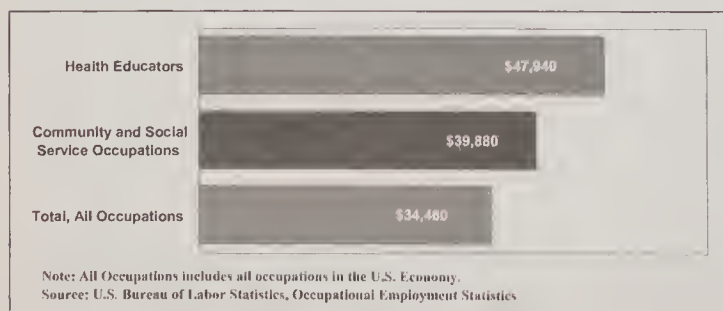 Health Educators
$47,940
Community and Social
Service Occupations
$39,880
Total, All Occupations
$34,460
Note: All Occupations includes all occupations in the U.S. Economy.
Source: U.S. Bureau of Labor Statistics, Occupational Employment Statistics